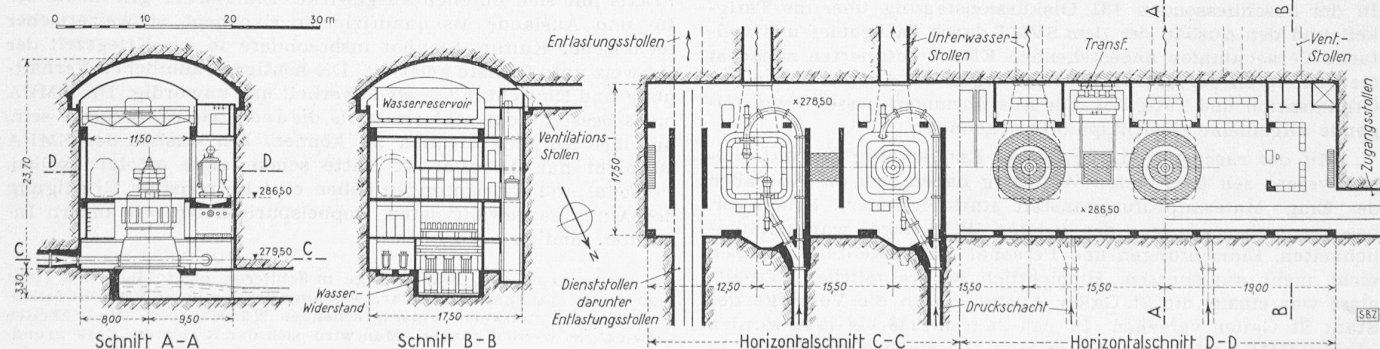 0
10
20
30 m
11,50
D
D
23,70
286,50
C
C
279,50
3,30
8,00
9,50
Schnitt A-A
Wasserreservoir
Wasser-
Widerstand
17,50
Schnitt B-B
Entlastungsstollen
Ventilations-
Stollen
N
17,50
Dienststollen
darunter
Entlastungsstollen
278,50
12,50
15,50
15,50
15,50
19,00
Druckschacht
Horizontalschnitt C-C
Unterwasser-
Stollen
Transf.
A
B
Vent.-
Stollen
Zugangsstollen
286,50
A
B
SBZ
Horizontalschnitt D-D